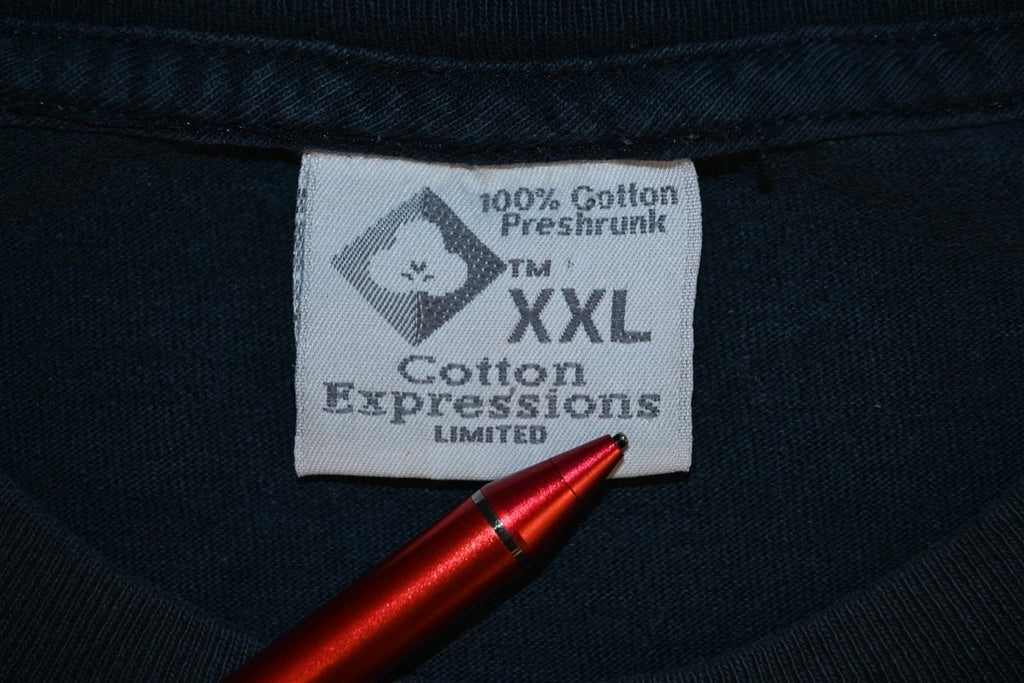 100% Cotton
Preshrunk
TM
XXL
Cotton
Expressions
LIMITED